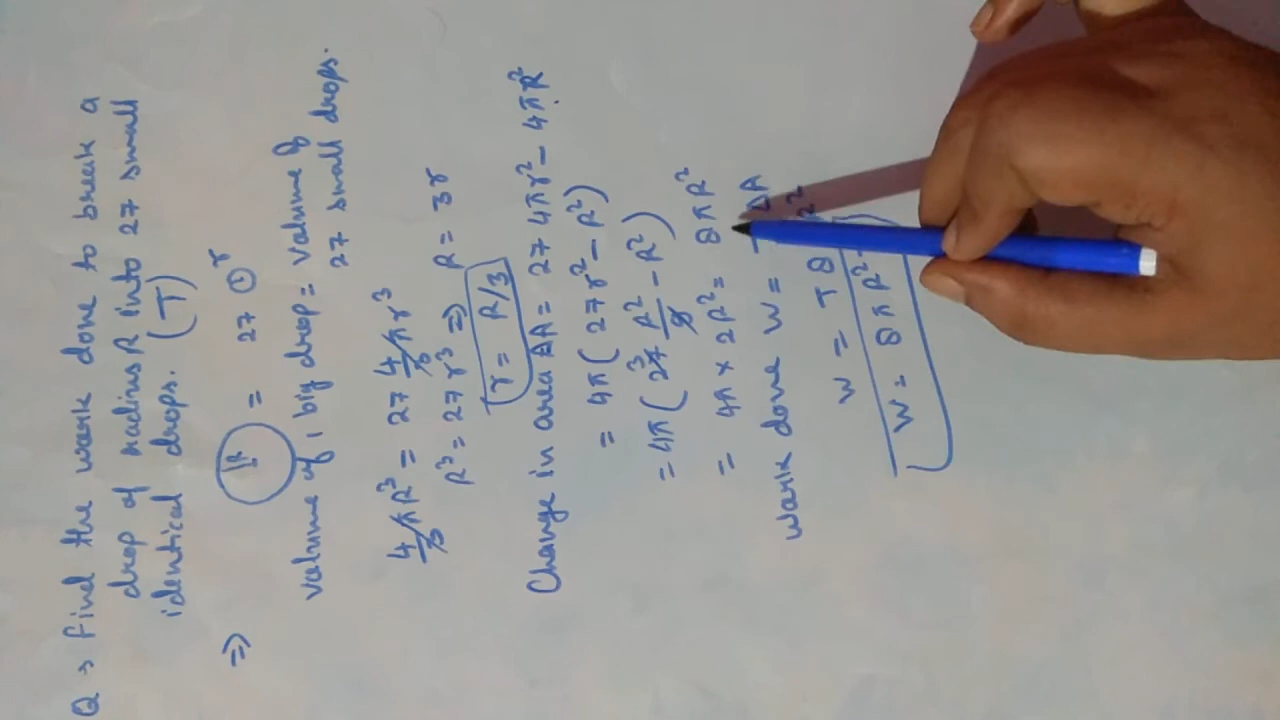 Q → Find the work done to break a
drop of radius R into 27 small
identical drops. (T)
⇒ R = 27 r
volume of 1 big drop = volume of
27 small drops.
4/3 πR³ = 27 4/3 πr³
R³ = 27r³ ⇒ R = 3r
r = R/3
Change in area ΔA = 27 4πr² − 4πR²
= 4π(27r² − R²)
= 4π(27 3 R²/9 − R²)
= 4π × 2R² = 8πR²
work done W = ΔA
W = T 8
W = 8πR²